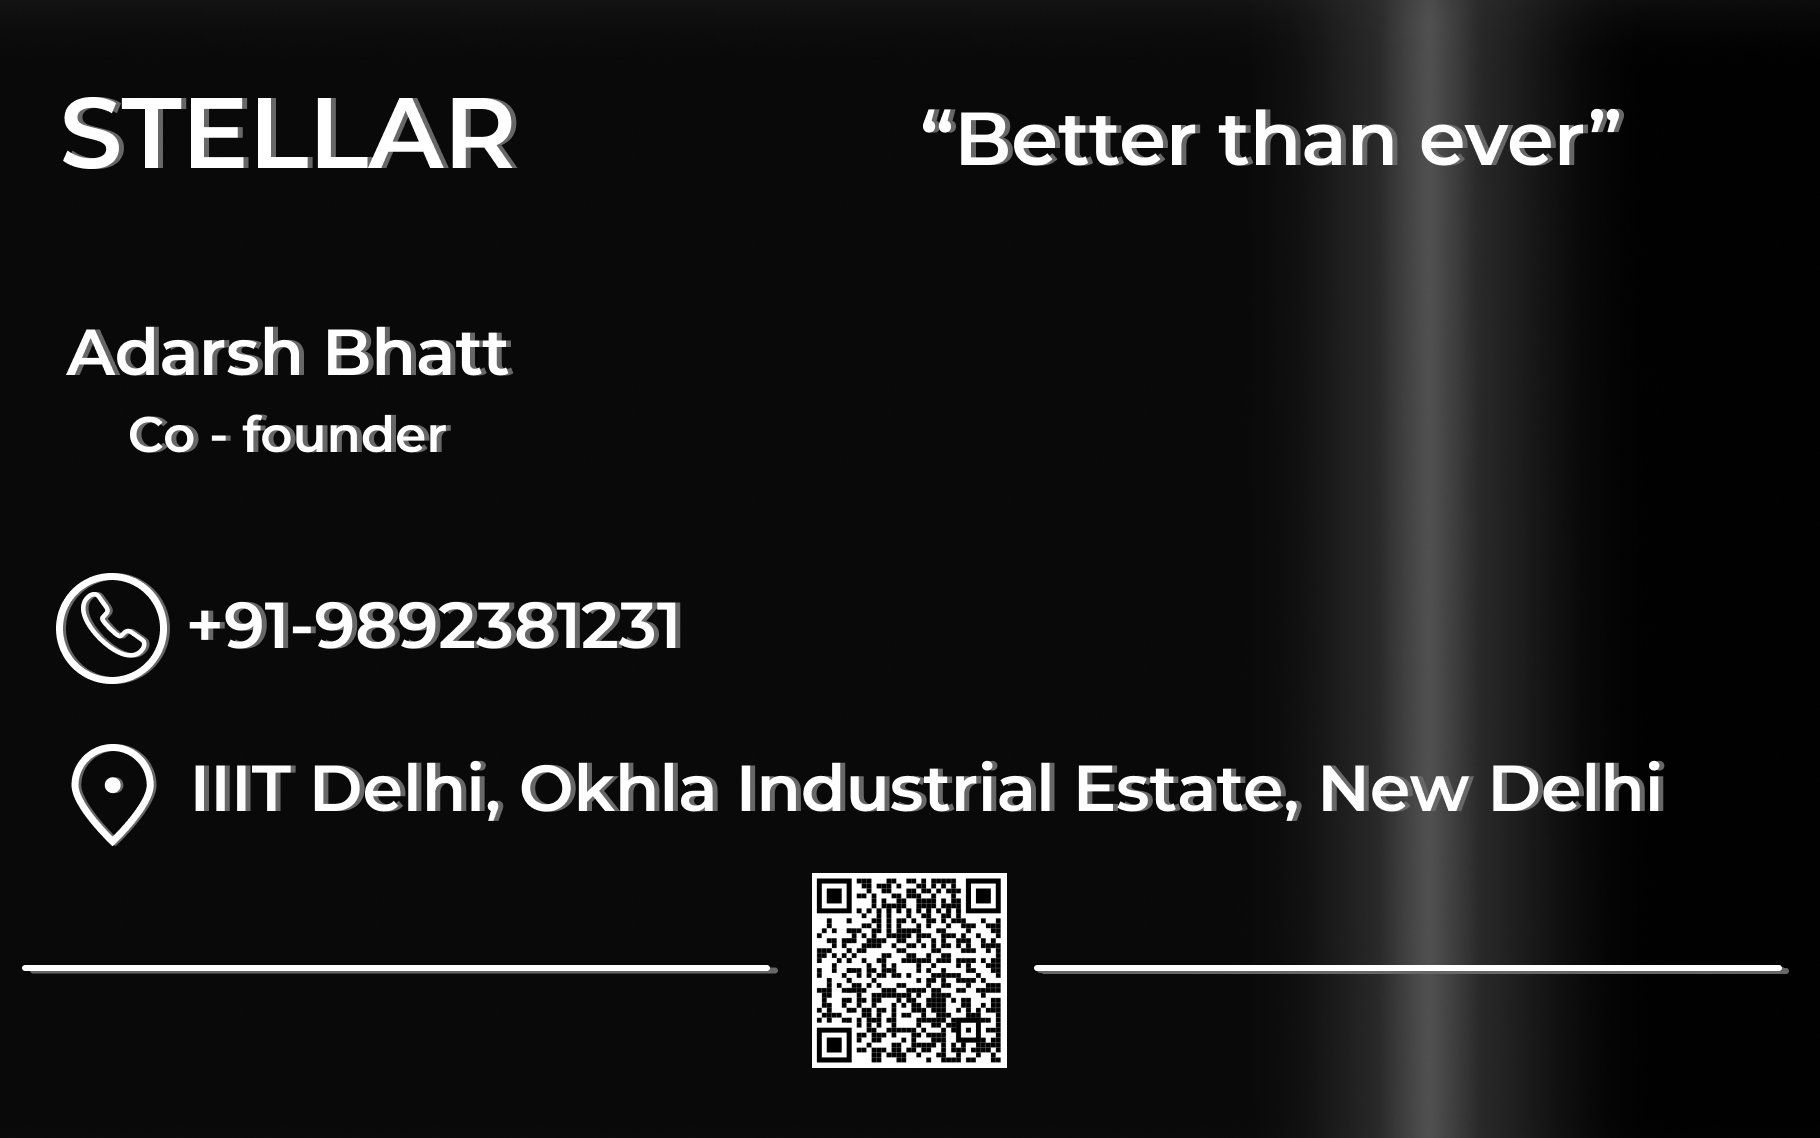 STELLAR
“Better than ever”
Adarsh Bhatt
Co - founder
+91-9892381231
IIIT Delhi, Okhla Industrial Estate, New Delhi